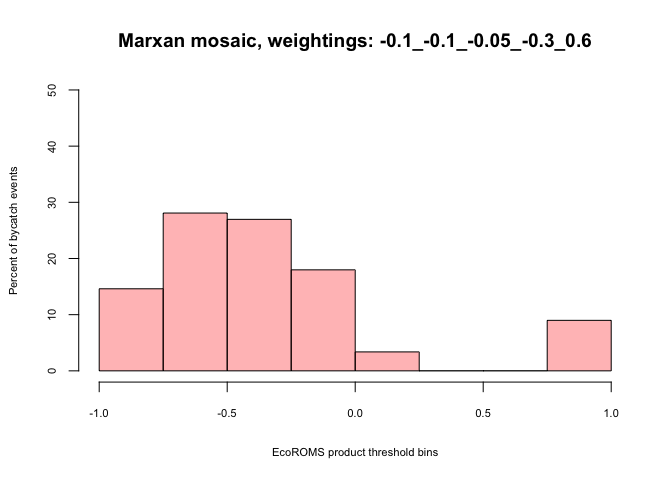 Marxan mosaic, weightings: -0.1_-0.1_-0.05_-0.3_0.6
50
40
30
20
10
0
Percent of bycatch events
-1.0 -0.5 0.0 0.5 1.0
EcoROMS product threshold bins